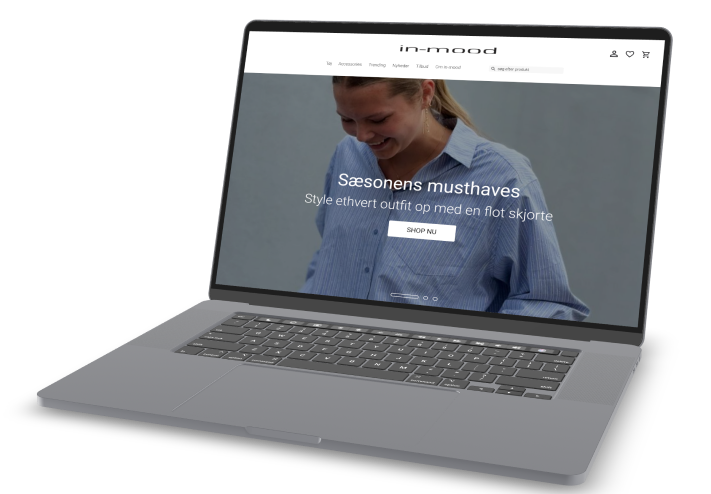 in-mood
Tøj Accessories Trending Nyheder Tilbud Om in-mood
søg efter produkt
Sæsonens musthaves
Style ethvert outfit op med en flot skjorte
SHOP NU